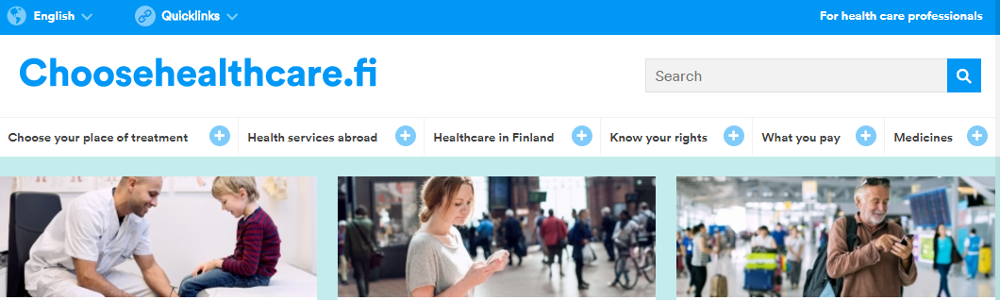 English Quicklinks For health care professionals
Choosehealthcare.fi
Search
Choose your place of treatment Health services abroad Healthcare in Finland Know your rights What you pay Medicines